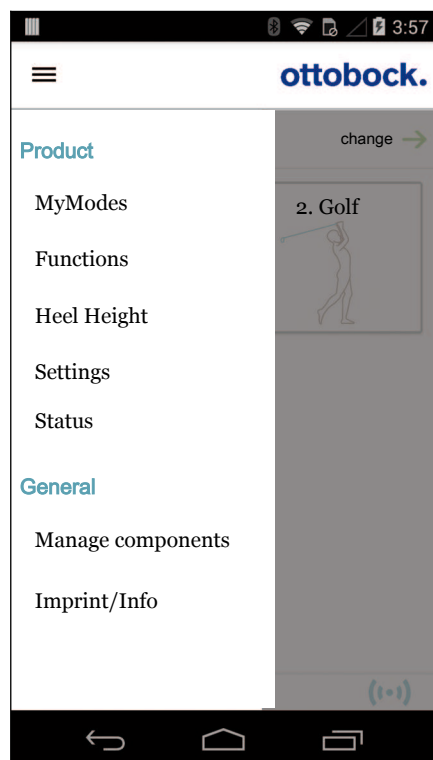 3:57
ottobock.
change
Product
MyModes
2. Golf
Functions
Heel Height
Settings
Status
General
Manage components
Imprint/Info